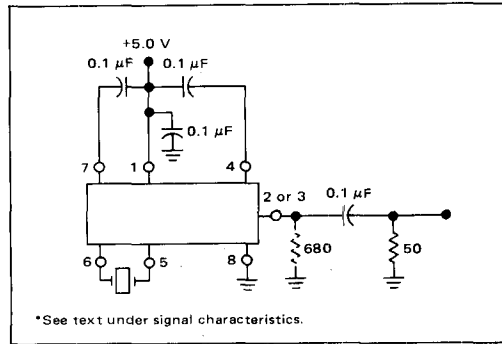 +5.0 V
0.1 µF 0.1 µF
0.1 µF
7 1 4
2 or 3 0.1 µF
680 50
6 5 8
*See text under signal characteristics.